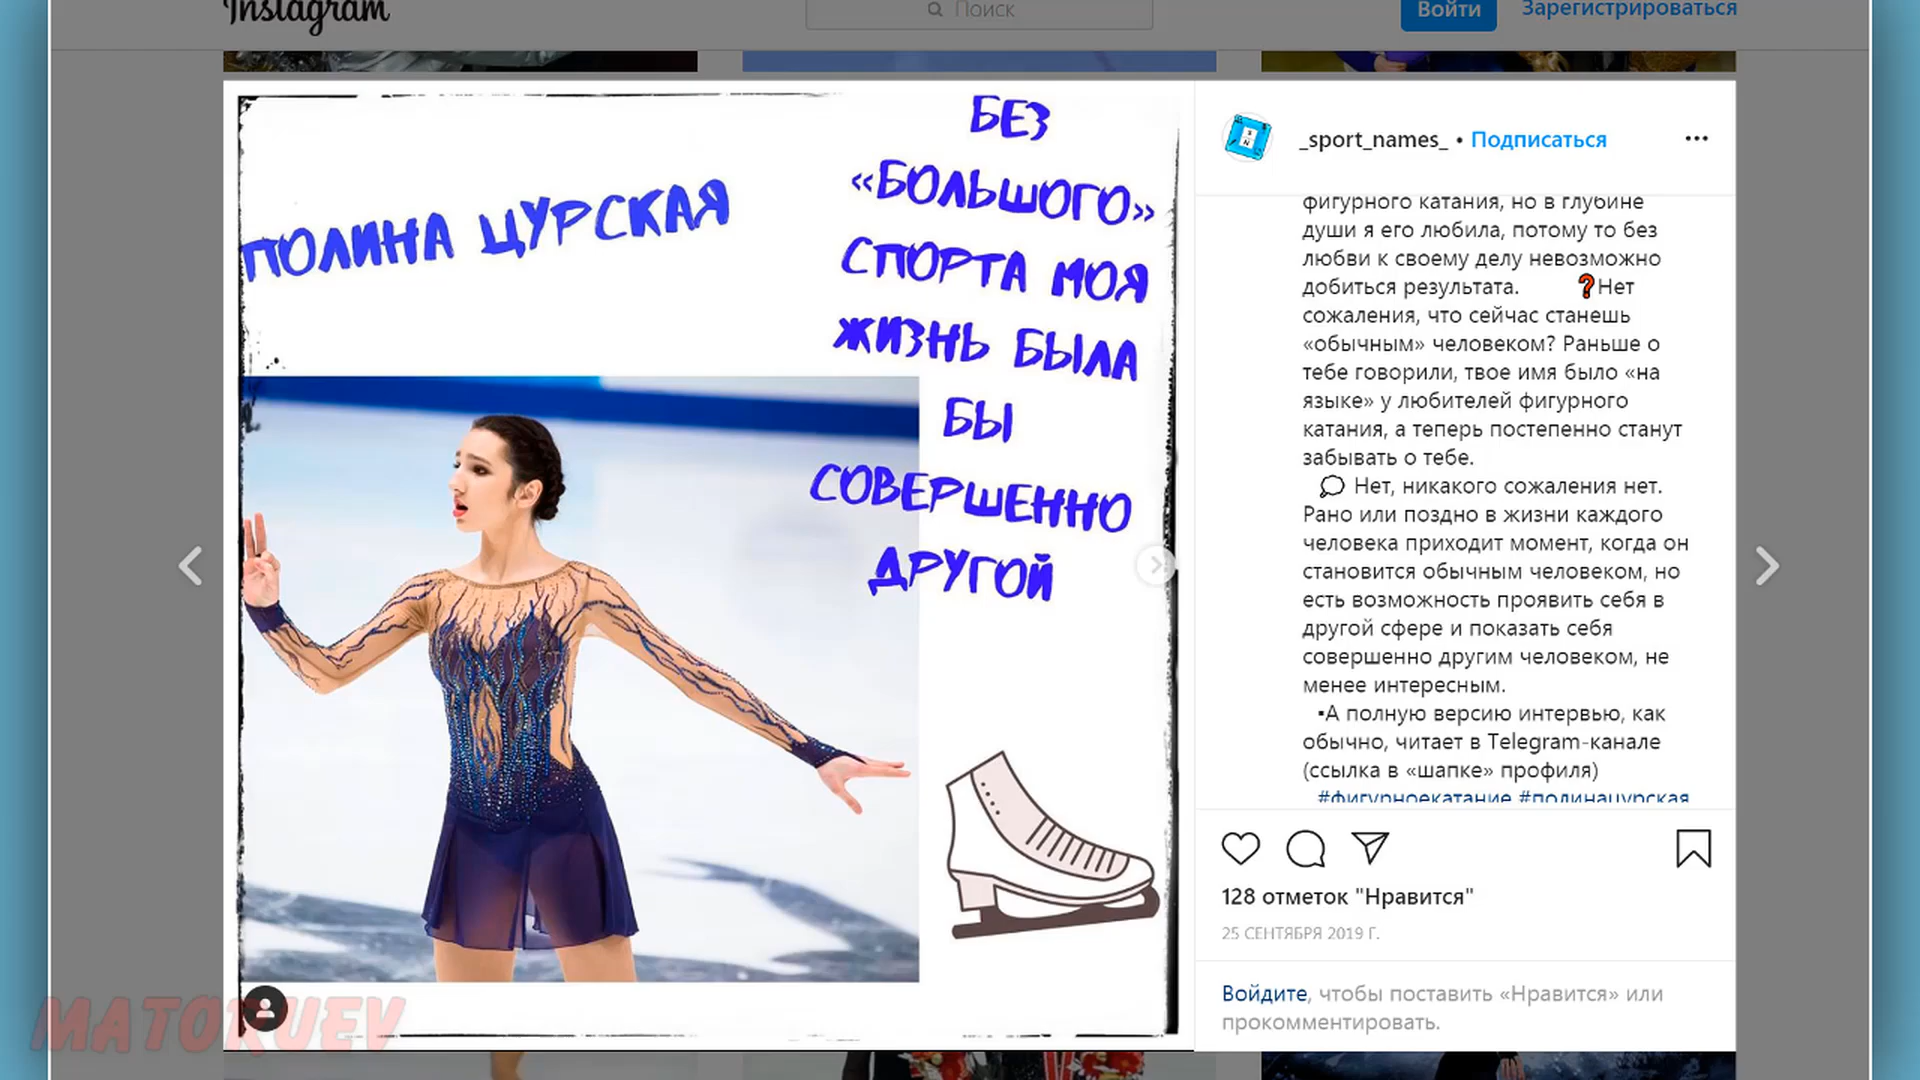 Instagram
Поиск
Войти
Зарегистрироваться
ПОЛИНА ЦУРСКАЯ
БЕЗ
«БОЛЬШОГО»
СПОРТА МОЯ
ЖИЗНЬ БЫЛА
БЫ
СОВЕРШЕННО
ДРУГОЙ
_sport_names_ • Подписаться
фигурного катания, но в глубине
души я его любила, потому то без
любви к своему делу невозможно
добиться результата. ❓Нет
сожаления, что сейчас станешь
«обычным» человеком? Раньше о
тебе говорили, твое имя было «на
языке» у любителей фигурного
катания, а теперь постепенно станут
забывать о тебе.
💭 Нет, никакого сожаления нет.
Рано или поздно в жизни каждого
человека приходит момент, когда он
становится обычным человеком, но
есть возможность проявить себя в
другой сфере и показать себя
совершенно другим человеком, не
менее интересным.
▪А полную версию интервью, как
обычно, читает в Telegram-канале
(ссылка в «шапке» профиля)
#фигурноекатание #полинацурская
128 отметок "Нравится"
25 СЕНТЯБРЯ 2019 Г.
Войдите, чтобы поставить «Нравится» или
прокомментировать.
MATORUEV